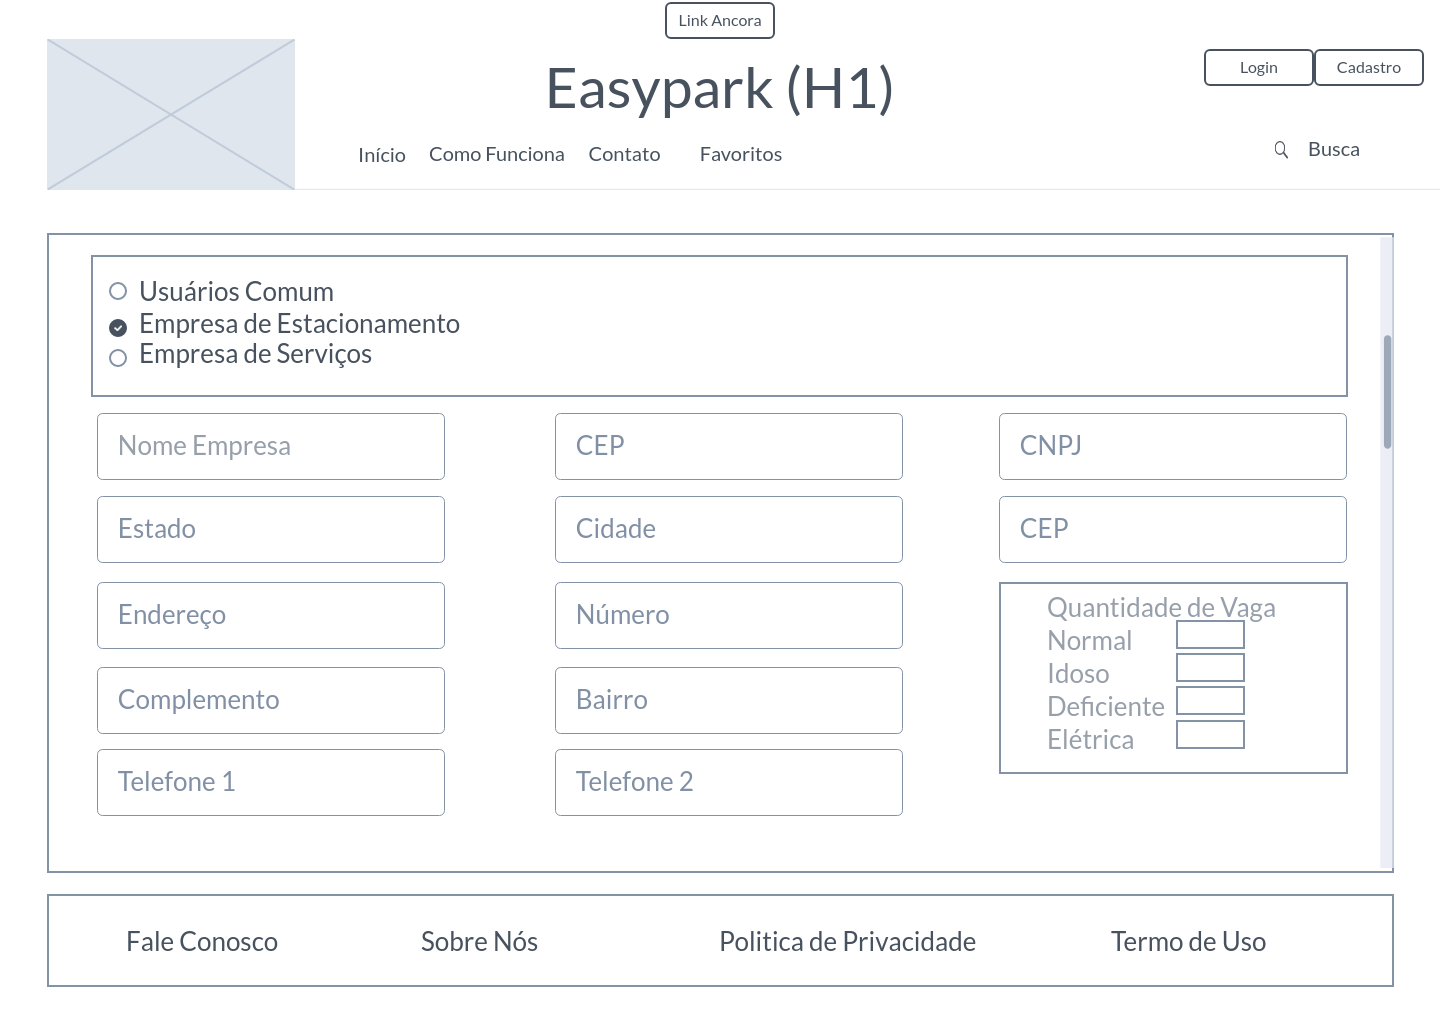 Link Ancora
Easypark (H1)
Login
Cadastro
Início
Como Funciona
Contato
Favoritos
Busca
Usuários Comum
Empresa de Estacionamento
Empresa de Serviços
Nome Empresa
CEP
CNPJ
Estado
Cidade
CEP
Endereço
Número
Quantidade de Vaga
Normal
Idoso
Deficiente
Elétrica
Complemento
Bairro
Telefone 1
Telefone 2
Fale Conosco
Sobre Nós
Politica de Privacidade
Termo de Uso